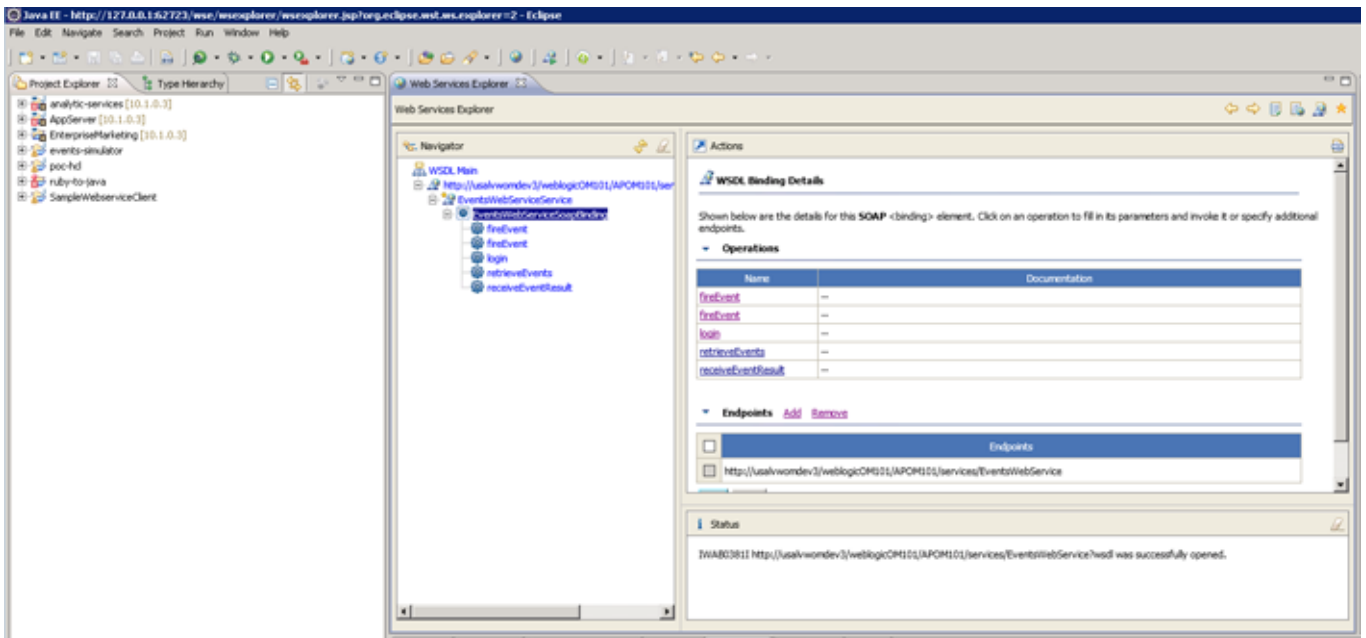 Java EE - http://127.0.0.1:62723/wse/wsexplorer/wsexplorer.jsp?org.eclipse.wst.ws.explorer=2 - Eclipse
File Edit Navigate Search Project Run Window Help
Project Explorer
Type Hierarchy
analytic-services [10.1.0.3]
AppServer [10.1.0.3]
EnterpriseMarketing [10.1.0.3]
events-simulator
poc-hd
ruby-to-java
SampleWebserviceClient
Web Services Explorer
Web Services Explorer
Navigator
WSDL Main
http://usalvwomdev3/weblogicOM101/APOM101/ser
EventsWebServiceService
EventsWebServiceSoapBinding
fireEvent
fireEvent
login
retrieveEvents
receiveEventResult
Actions
WSDL Binding Details
Shown below are the details for this SOAP <binding> element. Click on an operation to fill in its parameters and invoke it or specify additional
endpoints.
Operations
Name Documentation
fireEvent --
fireEvent --
login --
retrieveEvents --
receiveEventResult --
Endpoints Add Remove
Endpoints
http://usalvwomdev3/weblogicOM101/APOM101/services/EventsWebService
Status
IWAB0381I http://usalvwomdev3/weblogicOM101/APOM101/services/EventsWebService?wsdl was successfully opened.